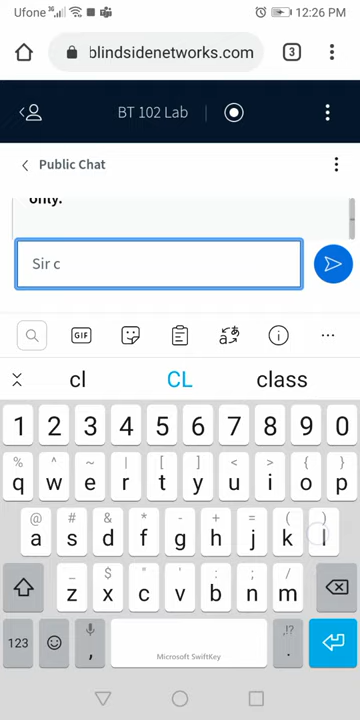 Ufone 3G 12:26 PM
blindsidenetworks.com 3
BT 102 Lab
Public Chat
only.
Sir c
GIF
cl CL class
1 2 3 4 5 6 7 8 9 0
% ^ ~ | [ ] < > { }
q w e r t y u i o p
@ # & * - + = ( )
a s d f g h j k l
_ $ " ' : ; /
z x c v b n m
123 , Microsoft SwiftKey ,!? .